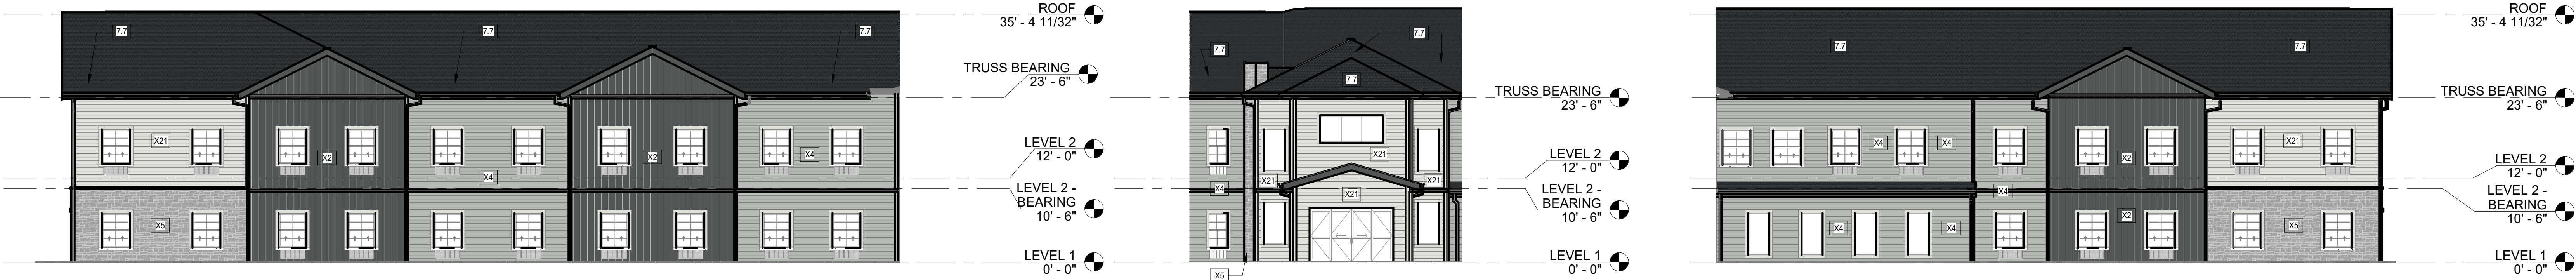 7.7
7.7
7.7
X21
X2
X4
X2
X4
X5
ROOF
35' - 4 11/32"
TRUSS BEARING
23' - 6"
LEVEL 2
12' - 0"
LEVEL 2 -
BEARING
10' - 6"
LEVEL 1
0' - 0"
7.7
7.7
7.7
X21
X21
X21
X4
X21
X5
TRUSS BEARING
23' - 6"
LEVEL 2
12' - 0"
LEVEL 2 -
BEARING
10' - 6"
LEVEL 1
0' - 0"
7.7
7.7
X4
X4
X21
X2
X4
X4
X4
X2
X5
ROOF
35' - 4 11/32"
TRUSS BEARING
23' - 6"
LEVEL 2
12' - 0"
LEVEL 2 -
BEARING
10' - 6"
LEVEL 1
0' - 0"